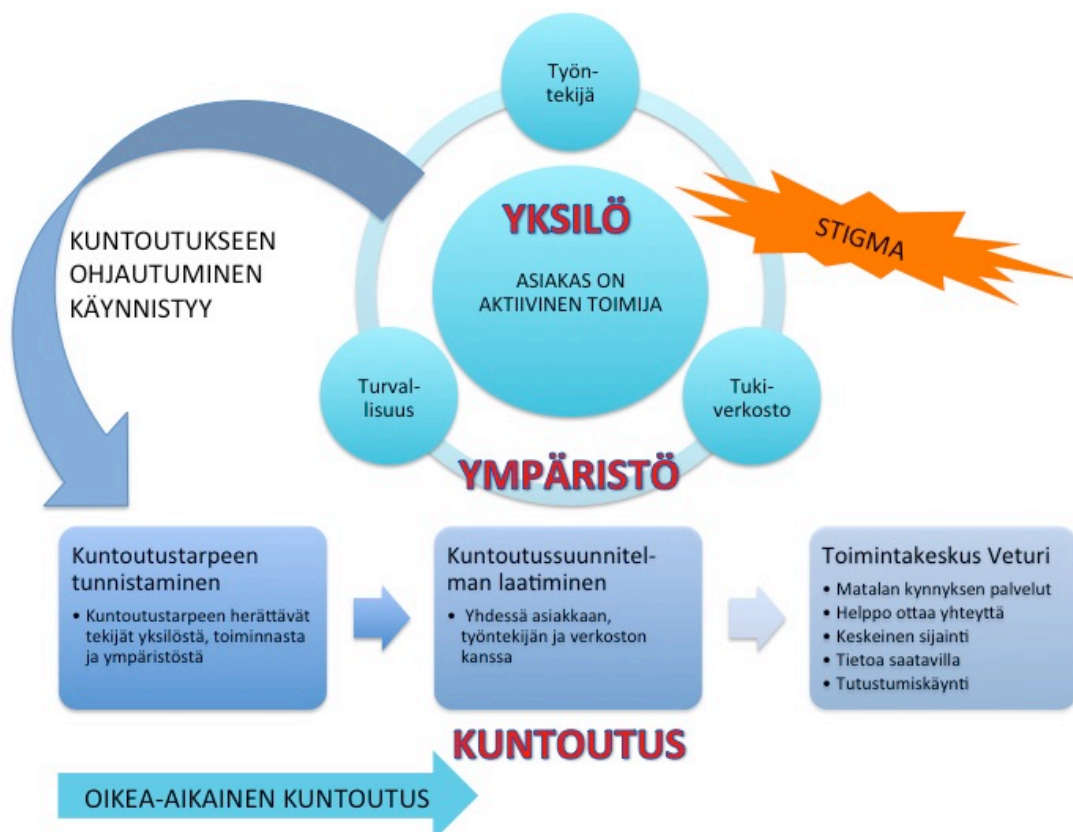 Työn-
tekijä
YKSILÖ
ASIAKAS ON
AKTIIVINEN TOIMIJA
STIGMA
KUNTOUTUKSEEN
OHJAUTUMINEN
KÄYNNISTYY
Turval-
lisuus
Tuki-
verkosto
YMPÄRISTÖ
Kuntoutustarpeen
tunnistaminen
• Kuntoutustarpeen herättävät
tekijät yksilöstä, toiminnasta
ja ympäristöstä
Kuntoutussuunnitel-
man laatiminen
• Yhdessä asiakkaan,
työntekijän ja verkoston
kanssa
Toimintakeskus Veturi
• Matalan kynnyksen palvelut
• Helppo ottaa yhteyttä
• Keskeinen sijainti
• Tietoa saatavilla
• Tutustumiskäynti
KUNTOUTUS
OIKEA-AIKAINEN KUNTOUTUS